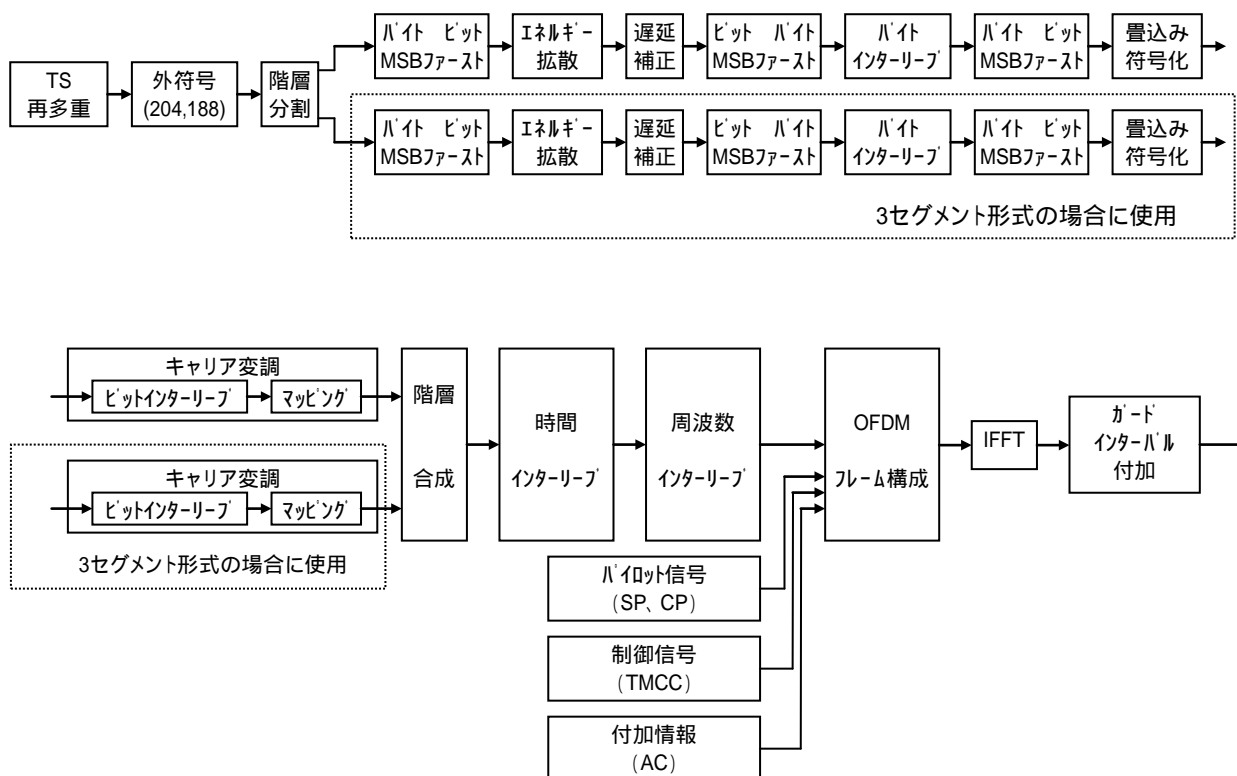 TS
再多重
外符号
(204,188)
階層
分割
バイト ビット
MSBファースト
エネルギー
拡散
遅延
補正
ビット バイト
MSBファースト
バイト
インターリーブ
バイト ビット
MSBファースト
畳込み
符号化
バイト ビット
MSBファースト
エネルギー
拡散
遅延
補正
ビット バイト
MSBファースト
バイト
インターリーブ
バイト ビット
MSBファースト
畳込み
符号化
3セグメント形式の場合に使用
キャリア変調
ビットインターリーブ
マッピング
キャリア変調
ビットインターリーブ
マッピング
3セグメント形式の場合に使用
階層
合成
時間
インターリーブ
周波数
インターリーブ
OFDM
フレーム構成
IFFT
ガード
インターバル
付加
パイロット信号
(SP、CP)
制御信号
(TMCC)
付加情報
(AC)